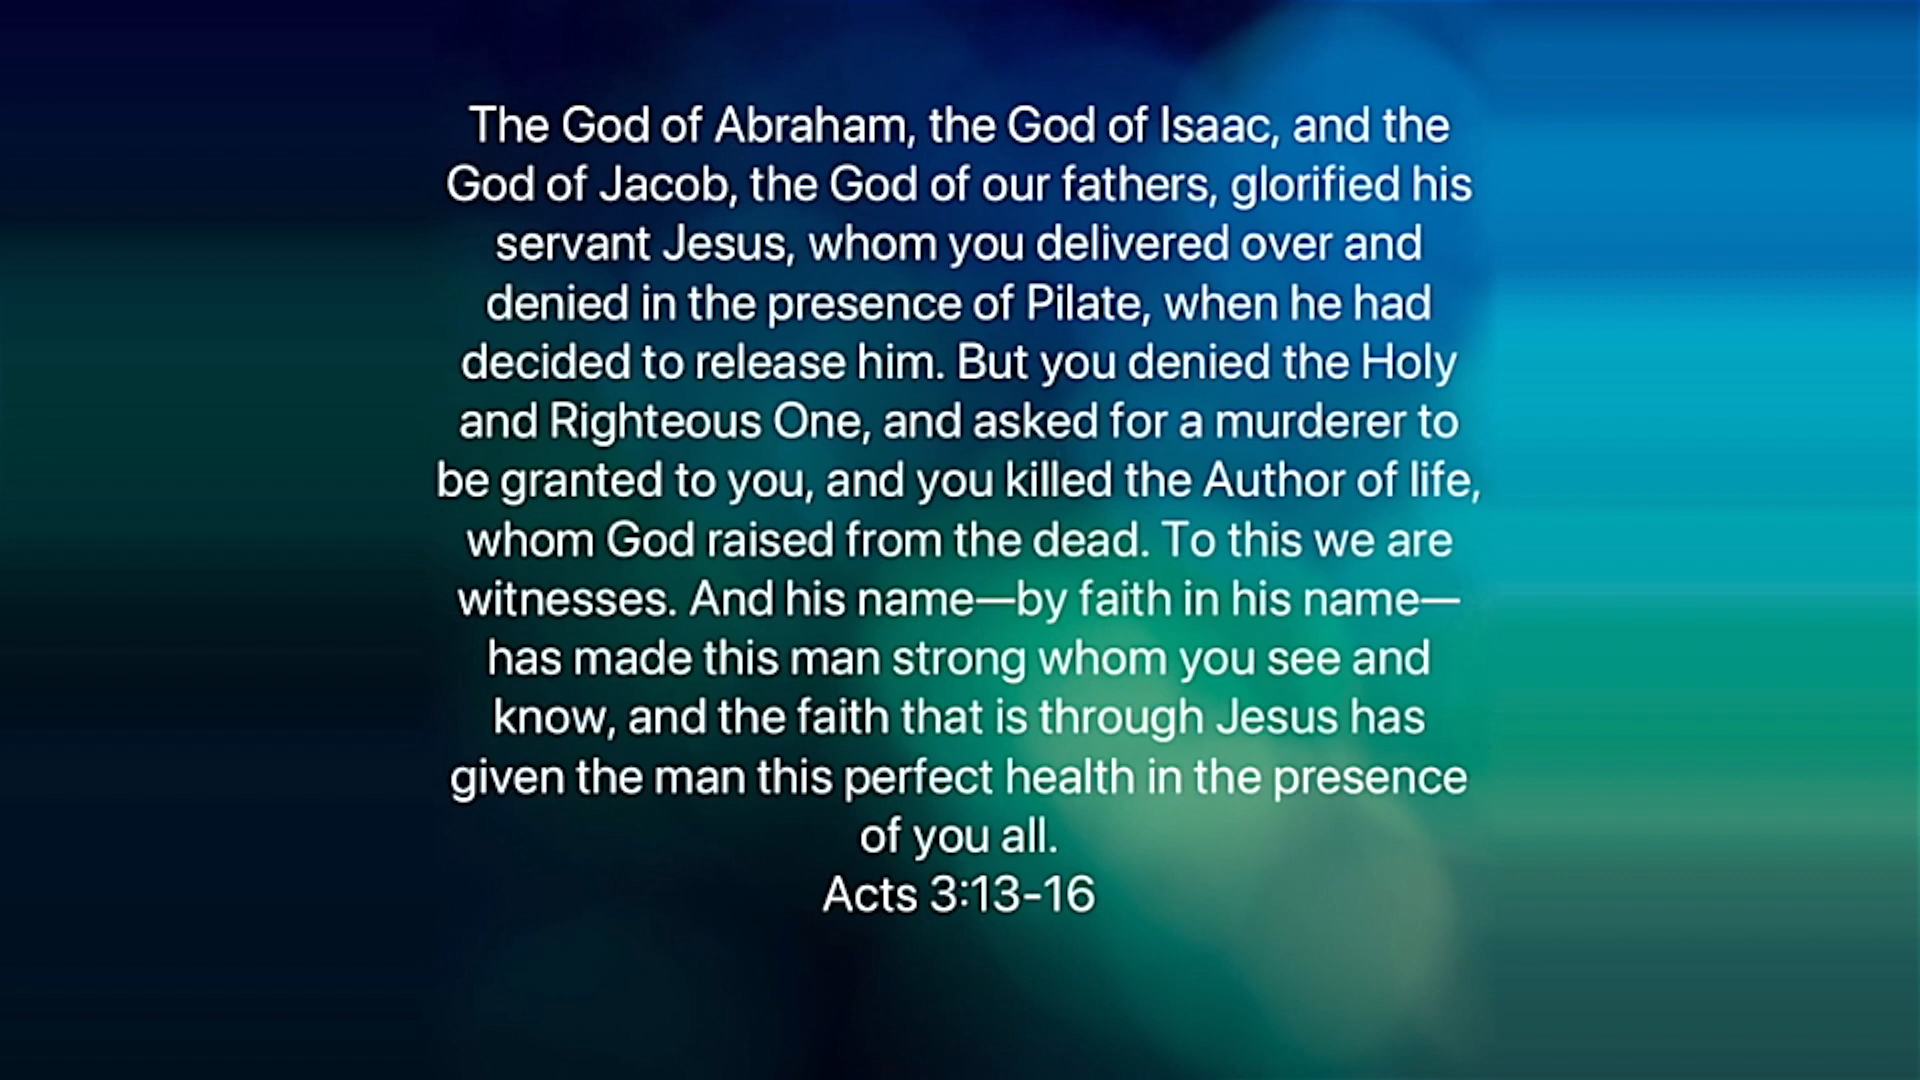 The God of Abraham, the God of Isaac, and the
God of Jacob, the God of our fathers, glorified his
servant Jesus, whom you delivered over and
denied in the presence of Pilate, when he had
decided to release him. But you denied the Holy
and Righteous One, and asked for a murderer to
be granted to you, and you killed the Author of life,
whom God raised from the dead. To this we are
witnesses. And his name—by faith in his name—
has made this man strong whom you see and
know, and the faith that is through Jesus has
given the man this perfect health in the presence
of you all.
Acts 3:13-16